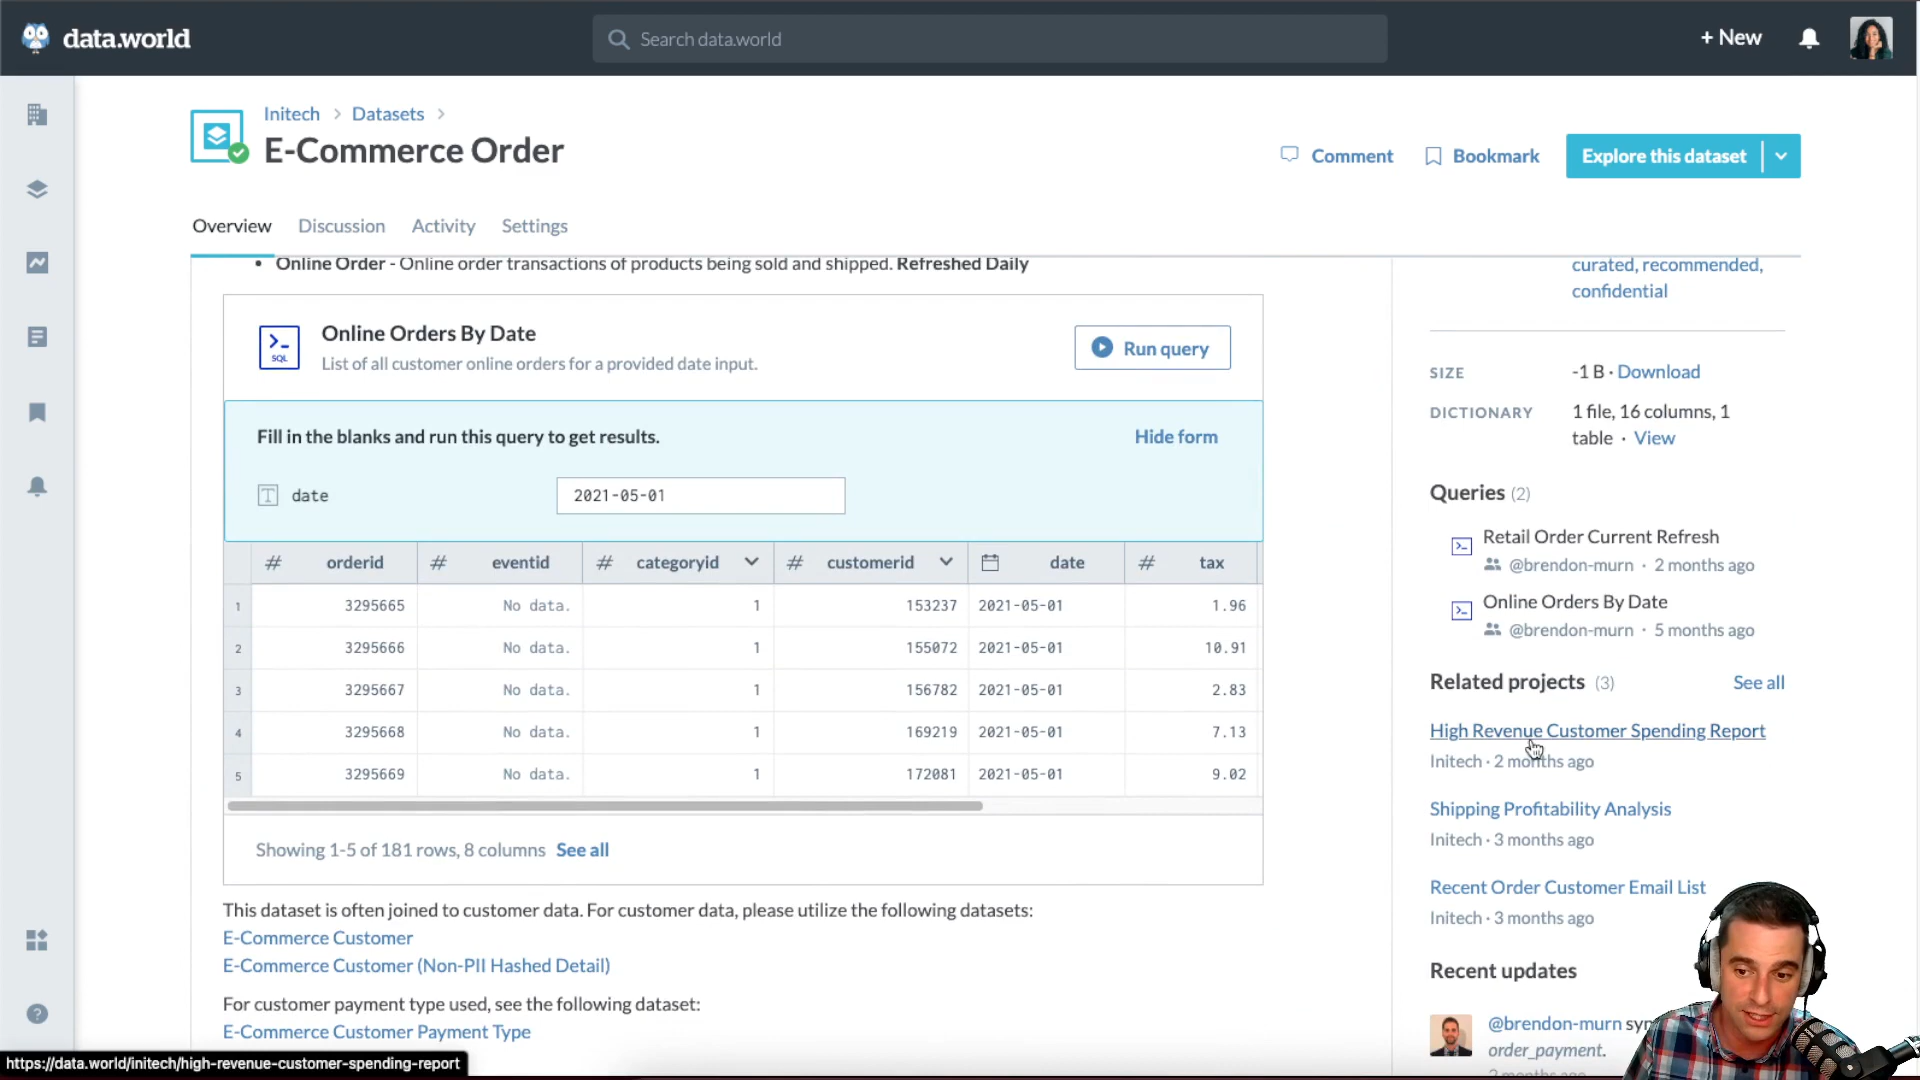 data.world
Search data.world
+ New
Initech > Datasets >
E-Commerce Order
Comment
Bookmark
Explore this dataset
Overview
Discussion
Activity
Settings
• Online Order - Online order transactions of products being sold and shipped. Refreshed Daily
SQL
Online Orders By Date
List of all customer online orders for a provided date input.
Run query
Fill in the blanks and run this query to get results.
Hide form
T date
2021-05-01
# orderid # eventid # categoryid # customerid date # tax
1 3295665 No data. 1 153237 2021-05-01 1.96
2 3295666 No data. 1 155072 2021-05-01 10.91
3 3295667 No data. 1 156782 2021-05-01 2.83
4 3295668 No data. 1 169219 2021-05-01 7.13
5 3295669 No data. 1 172081 2021-05-01 9.02
Showing 1-5 of 181 rows, 8 columns See all
This dataset is often joined to customer data. For customer data, please utilize the following datasets:
E-Commerce Customer
E-Commerce Customer (Non-PII Hashed Detail)
For customer payment type used, see the following dataset:
E-Commerce Customer Payment Type
curated, recommended,
confidential
SIZE -1 B · Download
DICTIONARY 1 file, 16 columns, 1
table · View
Queries (2)
Retail Order Current Refresh
@brendon-murn · 2 months ago
Online Orders By Date
@brendon-murn · 5 months ago
Related projects (3) See all
High Revenue Customer Spending Report
Initech · 2 months ago
Shipping Profitability Analysis
Initech · 3 months ago
Recent Order Customer Email List
Initech · 3 months ago
Recent updates
@brendon-murn
order_payment.
https://data.world/initech/high-revenue-customer-spending-report